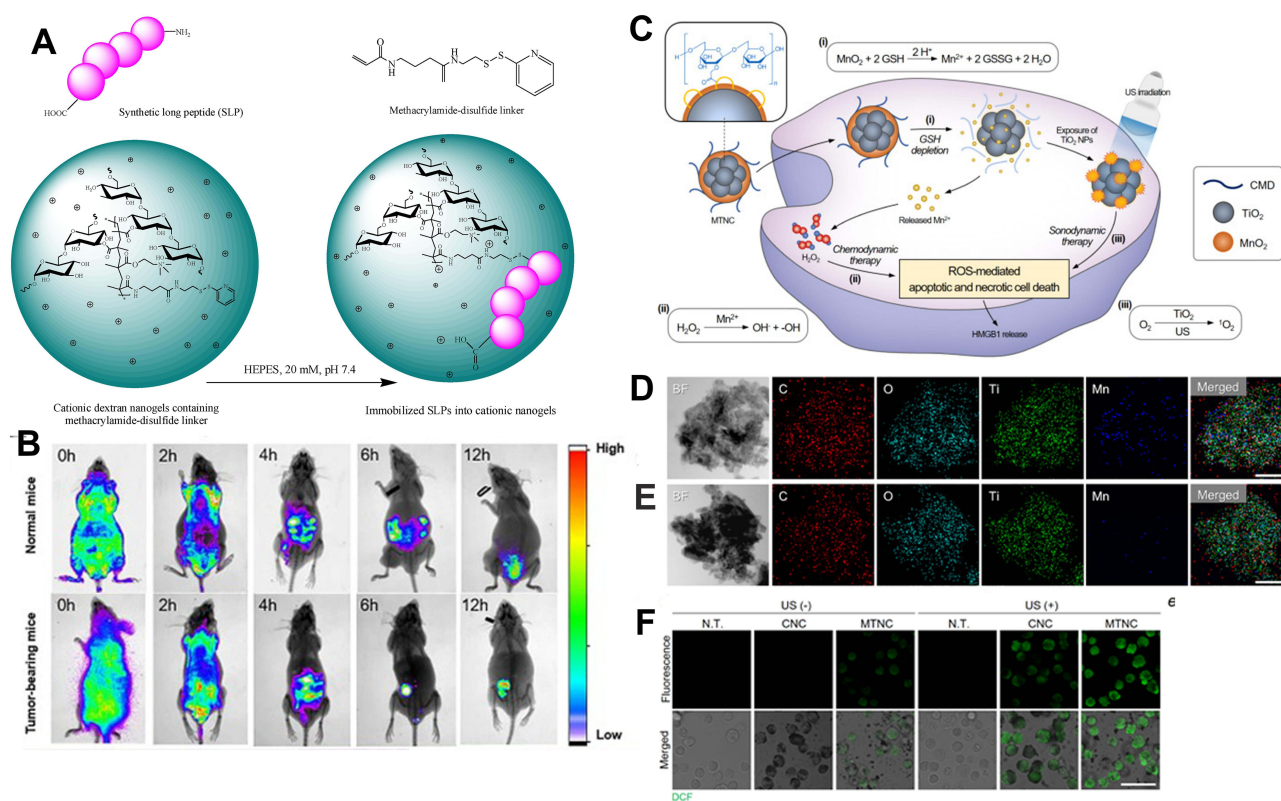 A
NH₂
HOOC
Synthetic long peptide (SLP)
Methacrylamide-disulfide linker
HEPES, 20 mM, pH 7.4
Cationic dextran nanogels containing
methacrylamide-disulfide linker
Immobilized SLPs into cationic nanogels
B
0h 2h 4h 6h 12h
Normal mice
0h 2h 4h 6h 12h
Tumor-bearing mice
High
Low
C
(i)
MnO₂ + 2 GSH 2 H⁺ → Mn²⁺ + 2 GSSG + 2 H₂O
US irradiation
(i)
GSH
depletion
Exposure of
TiO₂ NPs
MTNC
Released Mn²⁺
H₂O₂
Chemodynamic
therapy
(ii)
Sonodynamic
therapy
(iii)
ROS-mediated
apoptotic and necrotic cell death
HMGB1 release
CMD
TiO₂
MnO₂
(ii)
H₂O₂ Mn²⁺ → OH· + -OH
(iii)
O₂ TiO₂ US → ¹O₂
D
BF C O Ti Mn Merged
E
BF C O Ti Mn Merged
F
US (-) US (+) e
N.T. CNC MTNC N.T. CNC MTNC
Fluorescence
Merged
DCF